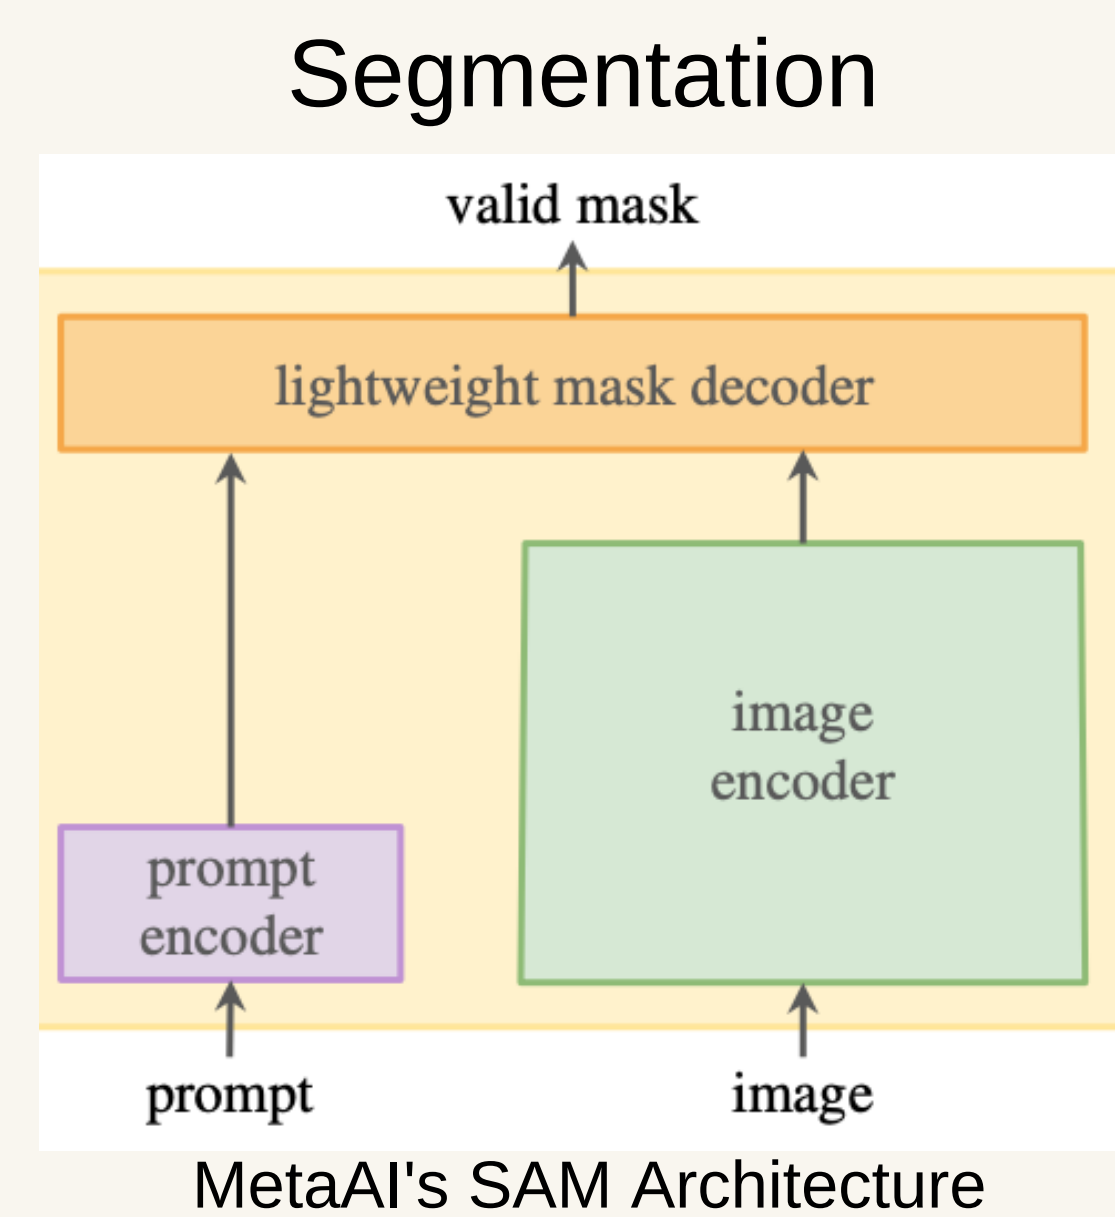 Segmentation
valid mask
lightweight mask decoder
image
encoder
prompt
encoder
prompt
image
MetaAI's SAM Architecture